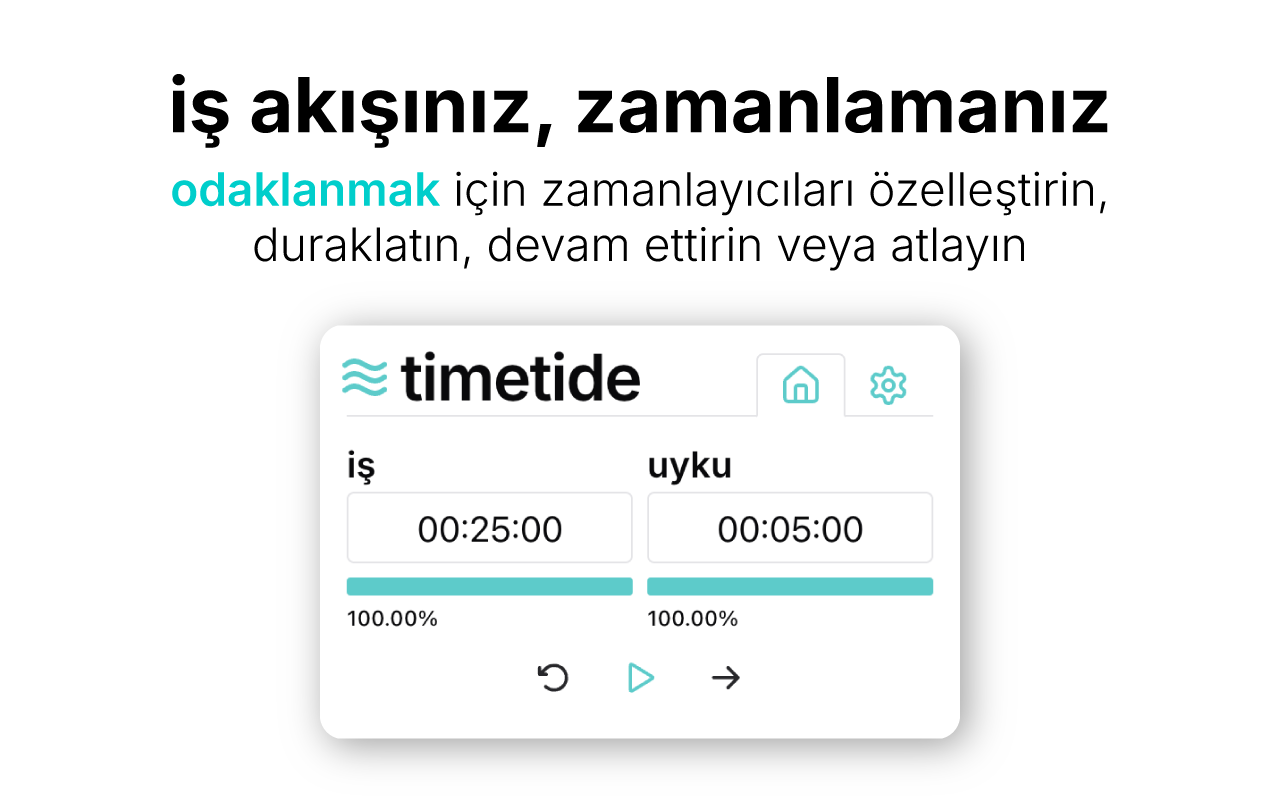 iş akışınız, zamanlamanız
odaklanmak için zamanlayıcıları özelleştirin,
duraklatın, devam ettirin veya atlayın
timetide
iş
uyku
00:25:00
00:05:00
100.00%
100.00%